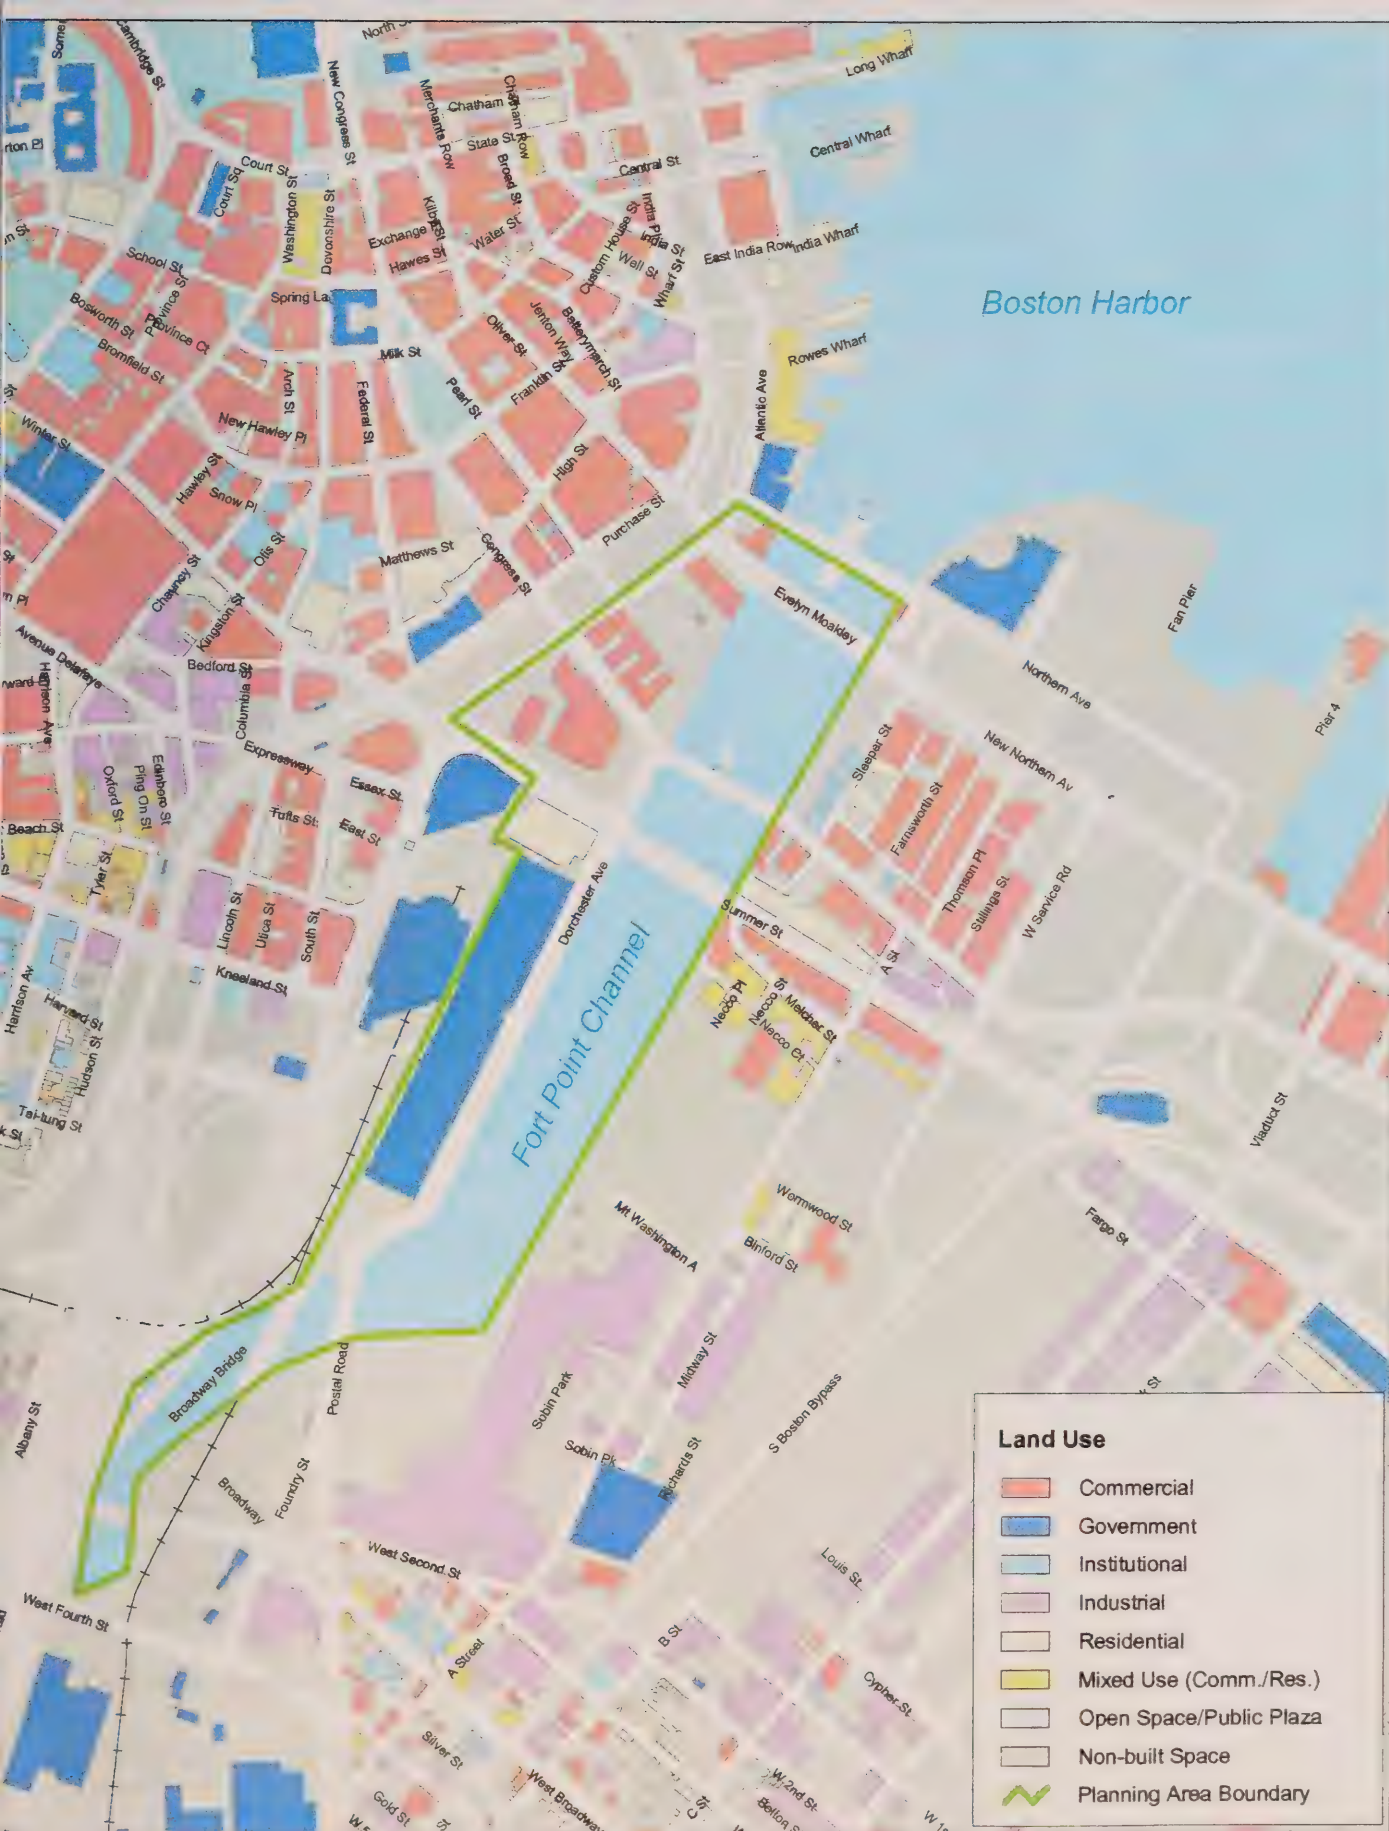 Cambridge St
North
Long Wharf
New Congress St
Merchants Row
Chatham
Chatham Row
State St
Central Wharf
Court St
Court Sq
Broad St
Central St
Washington St
Devonshire St
Kilby St
Exchange
Water St
Hawes St
Custom House St
India St
Well St
Wharf St
East India Row
India Wharf
School St
Province St
Spring La
Bosworth St
Province Ct
Bromfield St
Milk St
Oliver St
Jenton Way
Batterymarch St
Boston Harbor
Rowes Wharf
Arch St
Federal St
Pearl St
Franklin St
Atlantic Ave
Winter St
New Hawley Pl
Hawley St
High St
Snow Pl
Purchase St
Otis St
Matthews St
Congress St
Chauncy St
Kingston St
Evelyn Moakley
Fan Pier
Avenue Delafaye
Harrison Ave
Bedford St
Columbia St
Northern Ave
Pier 4
Expressway
Essex St
Sleeper St
New Northern Av
Oxford St
Ping On St
Edinboro St
Tufts St
East St
Farnsworth St
Beach St
Tyler St
Dorchester Ave
Thomson Pl
Stillings St
W Service Rd
Lincoln St
Utica St
South St
Summer St
A St
Fort Point Channel
Kneeland St
Harrison Av
Harvard St
Hudson St
Necco Pl
Necco St
Melcher St
Necco Ct
Tai-tung St
Viaduct St
Mt Washington A
Wormwood St
Binford St
Fargo St
Broadway Bridge
Postal Road
Midway St
Sobin Park
S Boston Bypass
Albany St
Sobin Pk
Richards St
Broadway
Foundry St
West Second St
Louis St
West Fourth St
A Street
B St
Cypher St
Silver St
West Broadway
W 2nd St
Gold St
C St
Land Use
Commercial
Government
Institutional
Industrial
Residential
Mixed Use (Comm./Res.)
Open Space/Public Plaza
Non-built Space
Planning Area Boundary